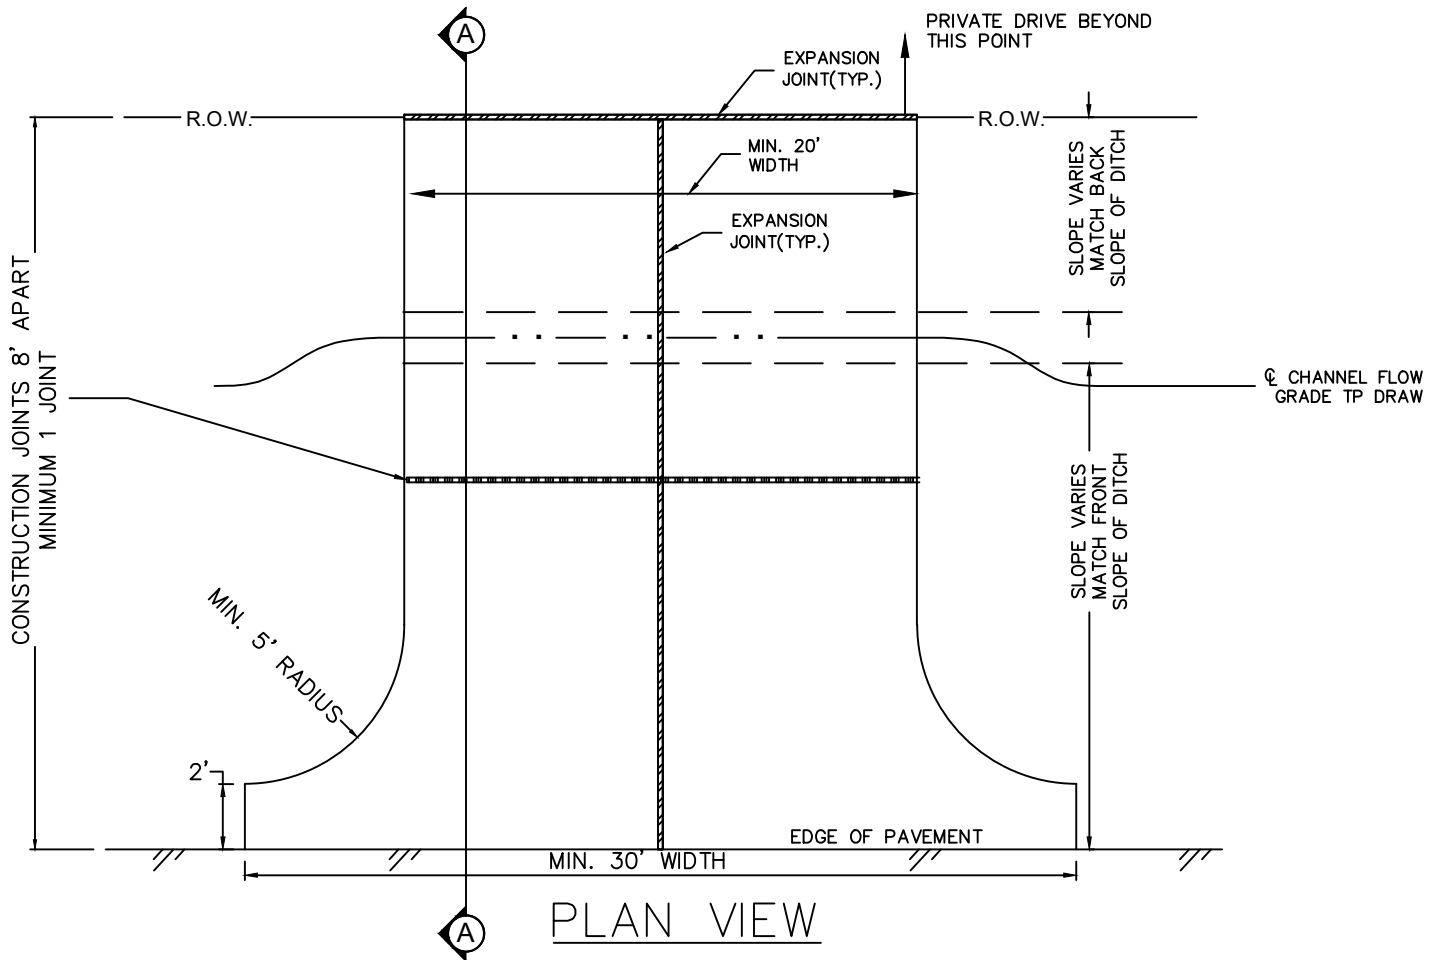 A
PRIVATE DRIVE BEYOND
THIS POINT
EXPANSION
JOINT(TYP.)
R.O.W.
R.O.W.
MIN. 20'
WIDTH
SLOPE VARIES
MATCH BACK
SLOPE OF DITCH
EXPANSION
JOINT(TYP.)
CONSTRUCTION JOINTS 8' APART
MINIMUM 1 JOINT
℄ CHANNEL FLOW
GRADE TP DRAW
SLOPE VARIES
MATCH FRONT
SLOPE OF DITCH
MIN. 5' RADIUS
2'
EDGE OF PAVEMENT
MIN. 30' WIDTH
A
PLAN VIEW